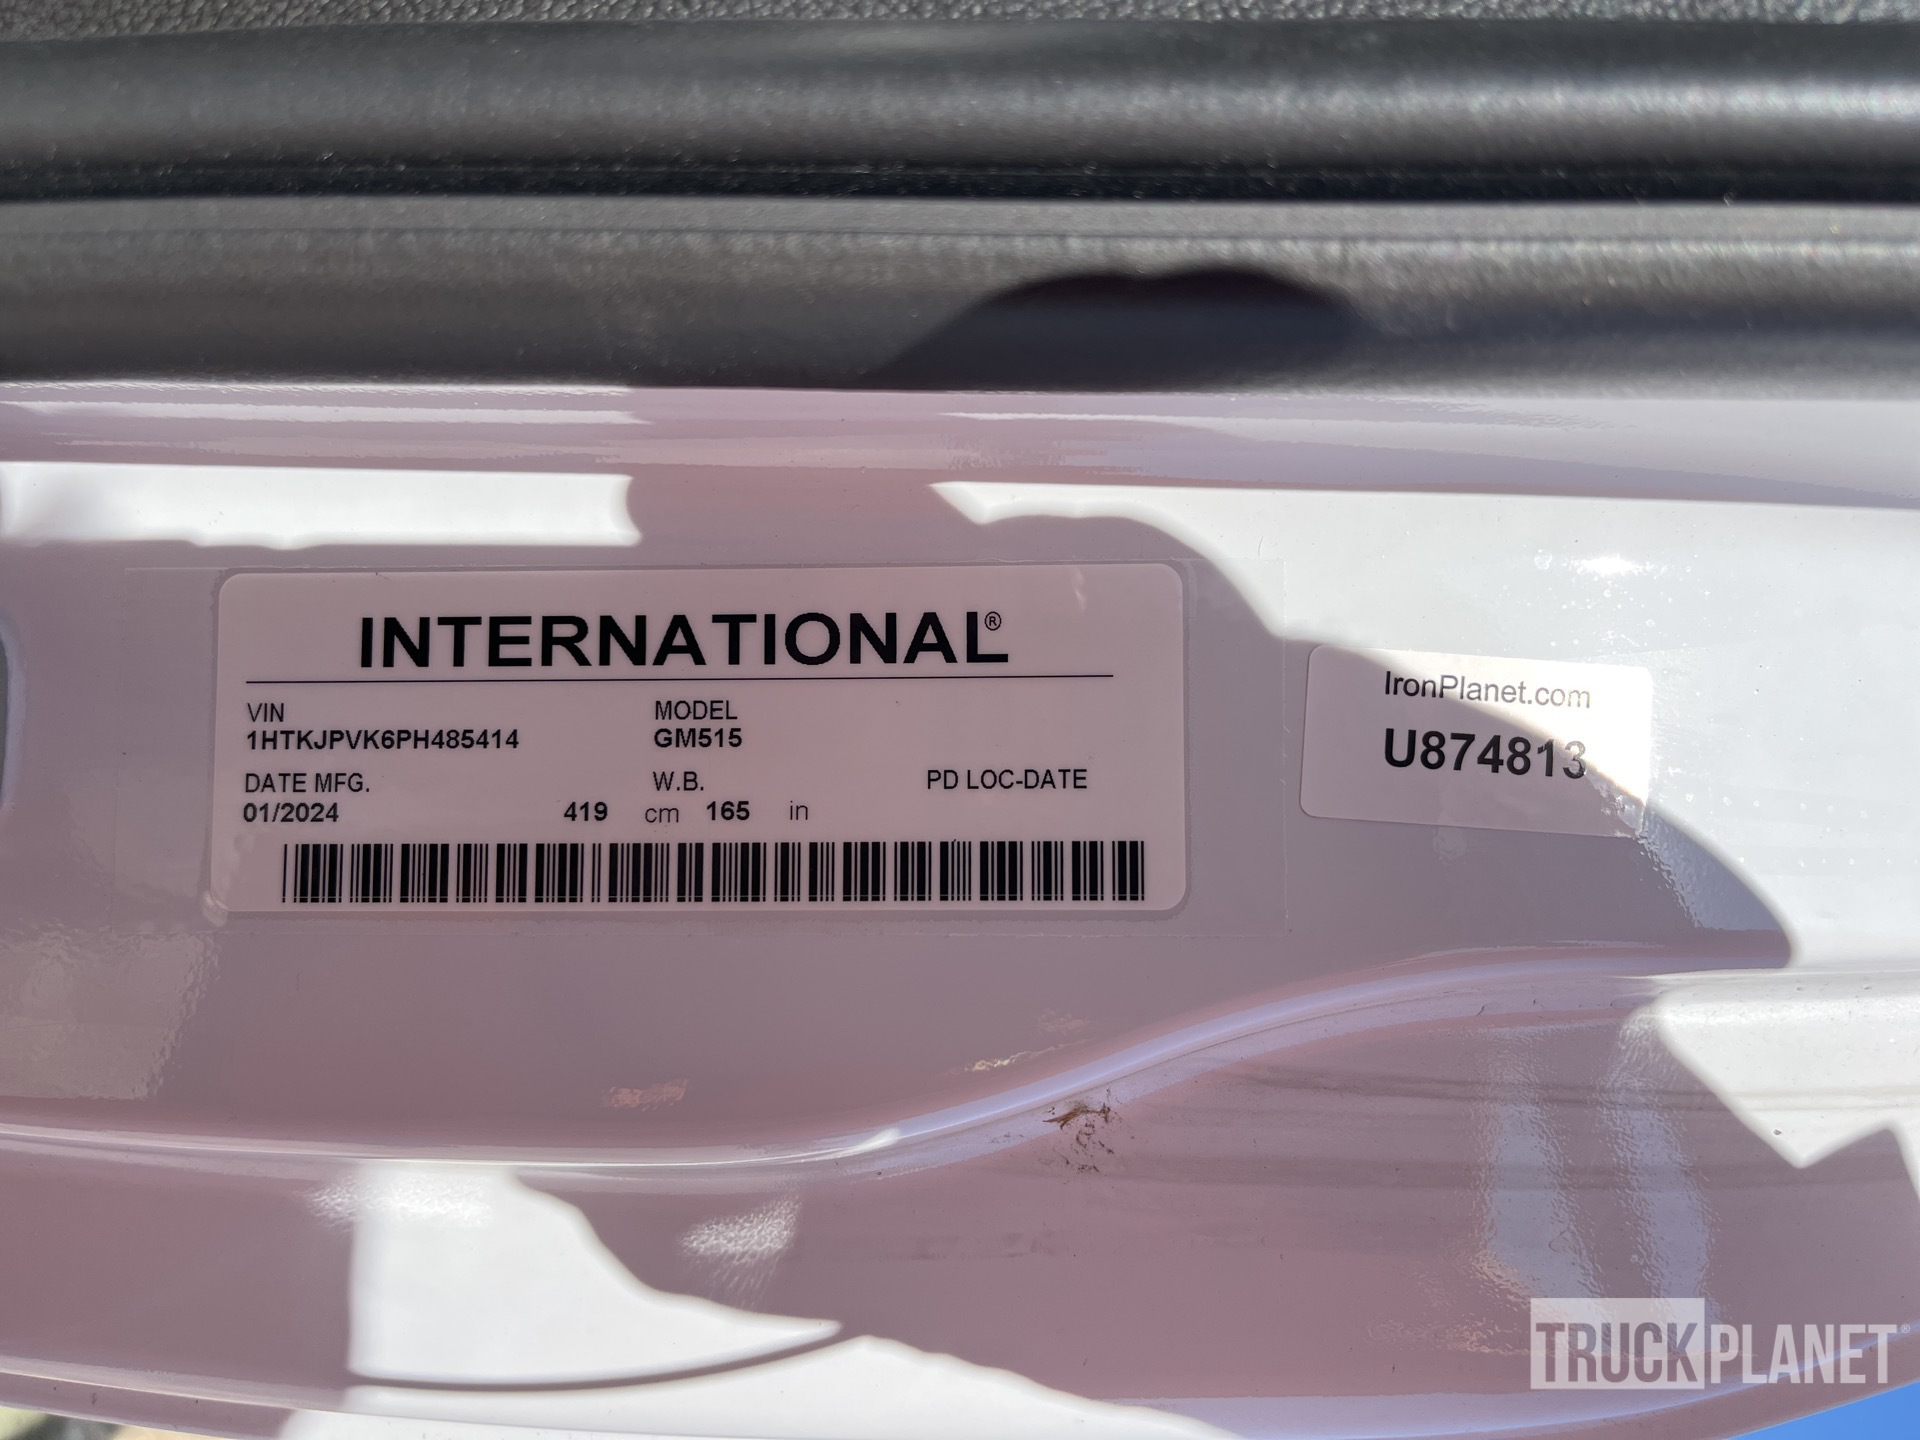 INTERNATIONAL®
VIN MODEL
1HTKJPVK6PH485414 GM515
DATE MFG. W.B. PD LOC-DATE
01/2024 419 cm 165 in
IronPlanet.com
U874813
TRUCKPLANET®